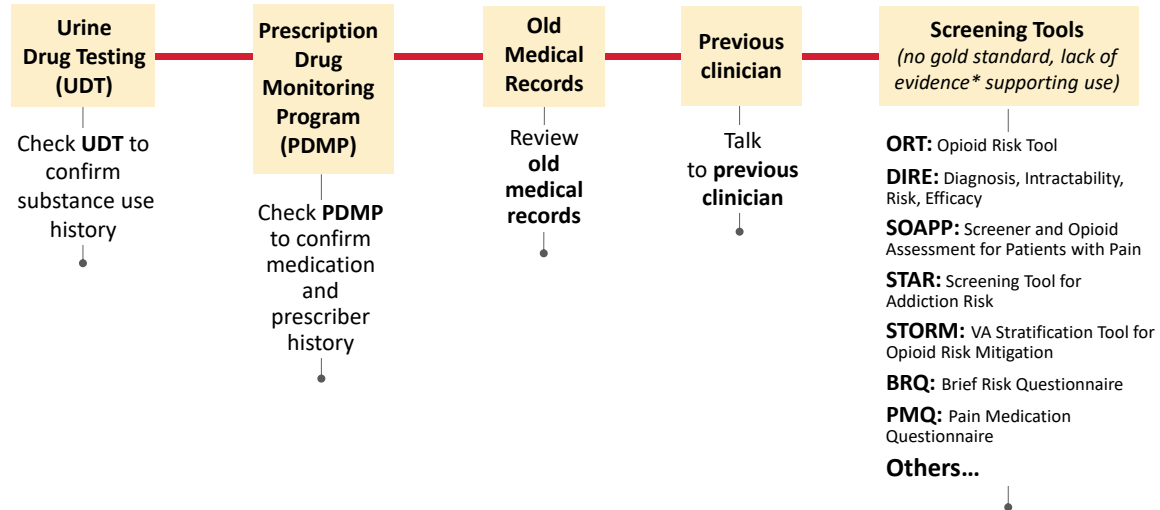 Urine
Drug Testing
(UDT)
Check UDT to
confirm
substance use
history
Prescription
Drug
Monitoring
Program
(PDMP)
Check PDMP
to confirm
medication
and
prescriber
history
Old
Medical
Records
Review
old
medical
records
Previous
clinician
Talk
to previous
clinician
Screening Tools
(no gold standard, lack of
evidence* supporting use)
ORT: Opioid Risk Tool
DIRE: Diagnosis, Intractability,
Risk, Efficacy
SOAPP: Screener and Opioid
Assessment for Patients with Pain
STAR: Screening Tool for
Addiction Risk
STORM: VA Stratification Tool for
Opioid Risk Mitigation
BRQ: Brief Risk Questionnaire
PMQ: Pain Medication
Questionnaire
Others…